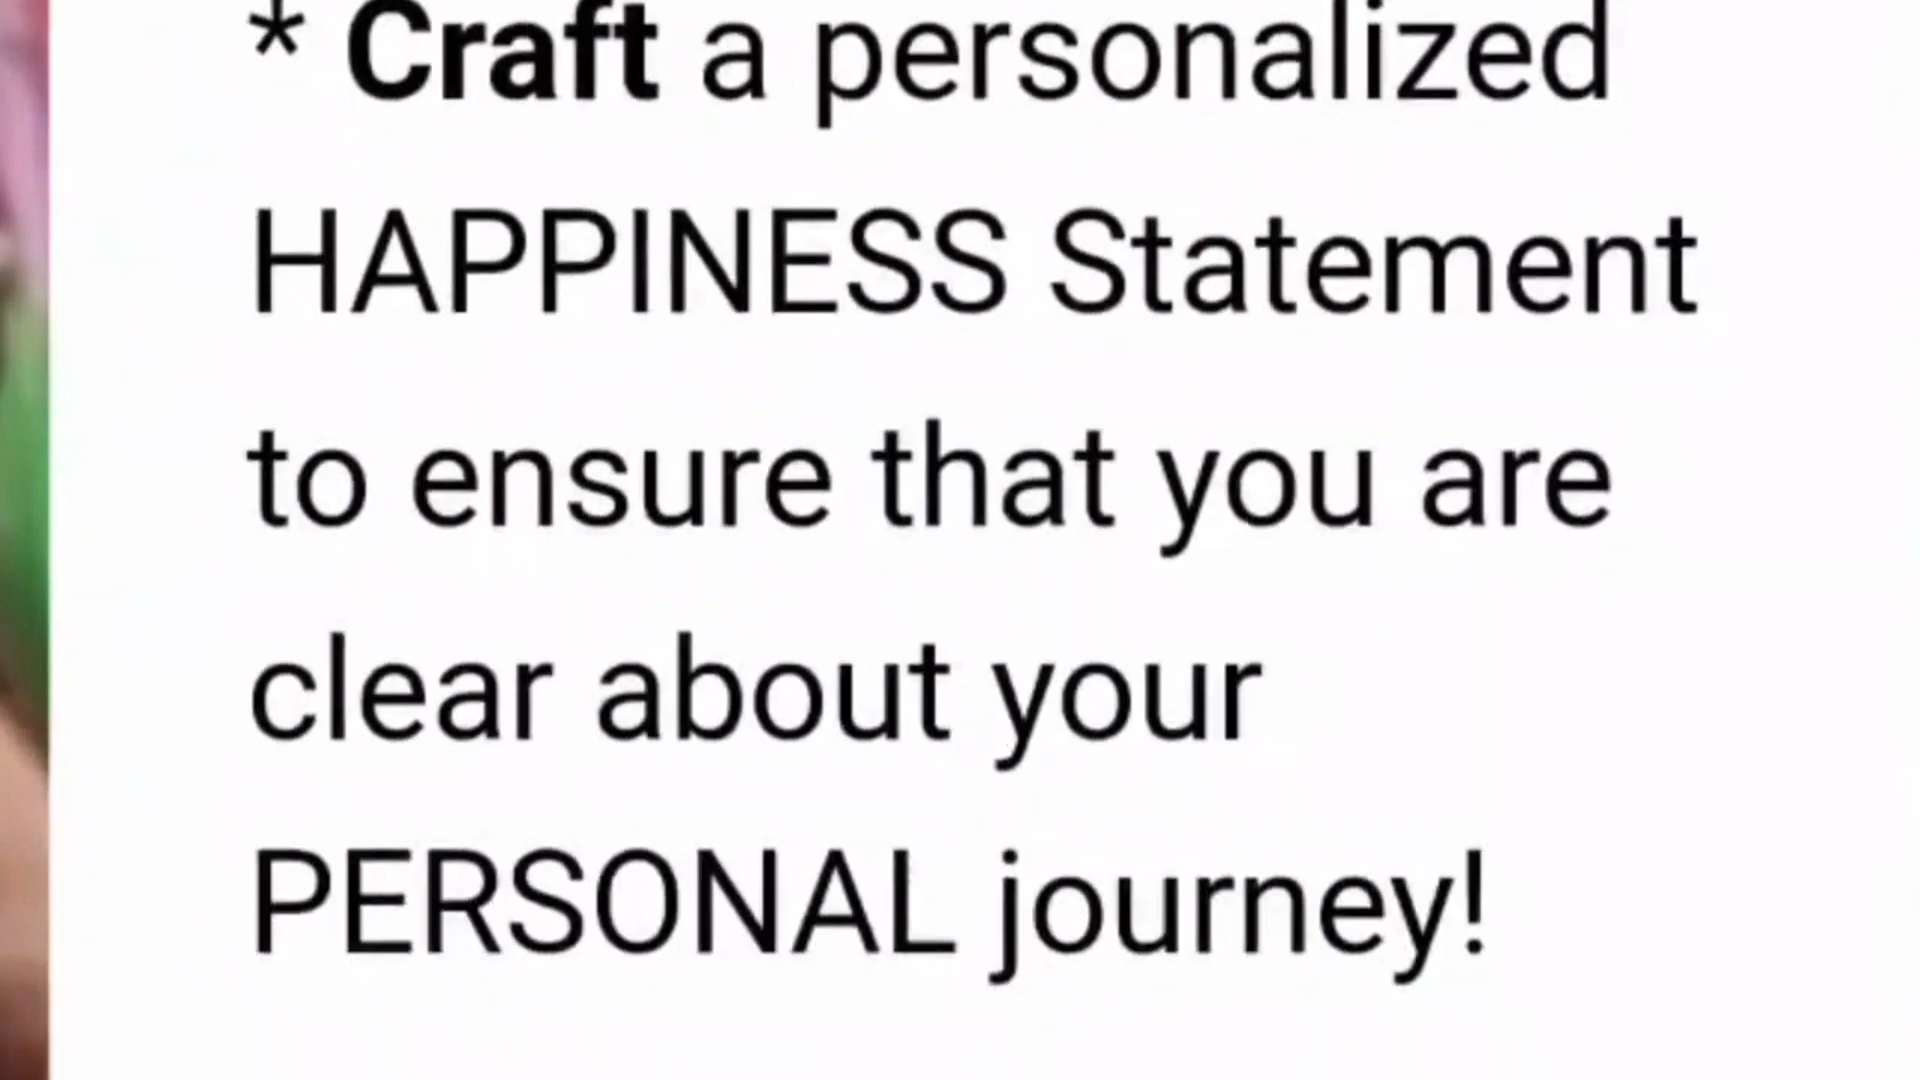 * Craft a personalized
HAPPINESS Statement
to ensure that you are
clear about your
PERSONAL journey!